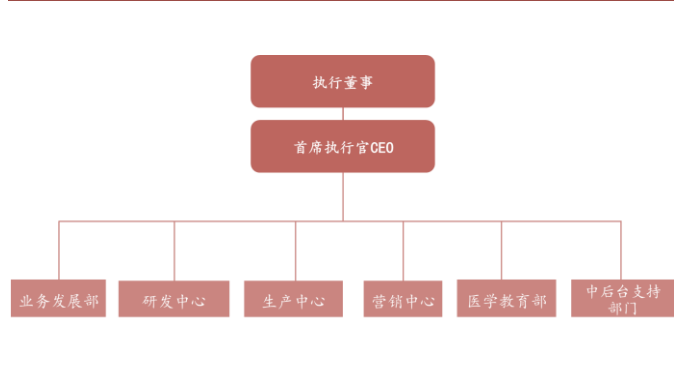 执行董事
首席执行官CEO
业务发展部
研发中心
生产中心
营销中心
医学教育部
中后台支持
部门